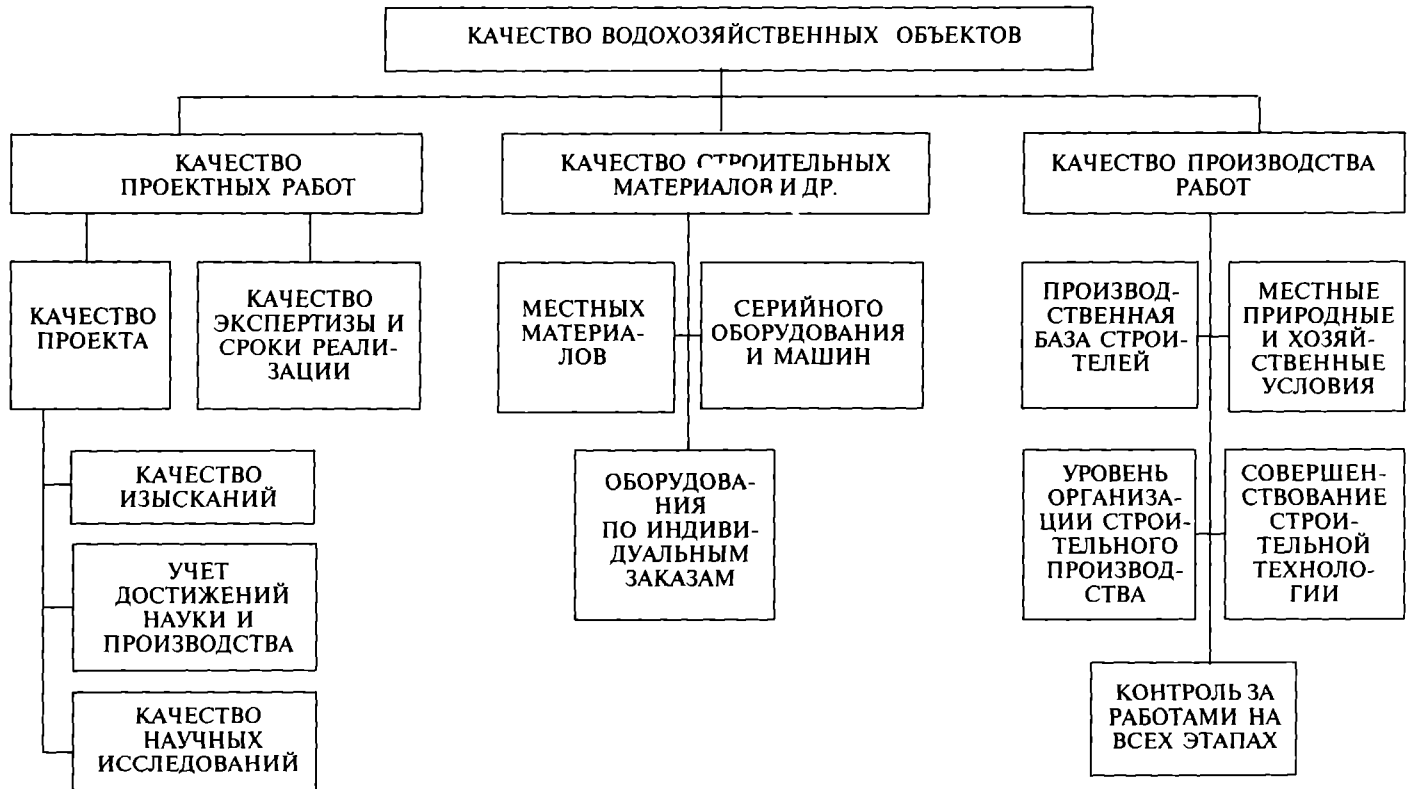 КАЧЕСТВО ВОДОХОЗЯЙСТВЕННЫХ ОБЪЕКТОВ
КАЧЕСТВО
ПРОЕКТНЫХ РАБОТ
КАЧЕСТВО СТРОИТЕЛЬНЫХ
МАТЕРИАЛОВ И ДР.
КАЧЕСТВО ПРОИЗВОДСТВА
РАБОТ
КАЧЕСТВО
ПРОЕКТА
КАЧЕСТВО
ЭКСПЕРТИЗЫ И
СРОКИ РЕАЛИ-
ЗАЦИИ
МЕСТНЫХ
МАТЕРИА-
ЛОВ
СЕРИЙНОГО
ОБОРУДОВАНИЯ
И МАШИН
ПРОИЗВОД-
СТВЕННАЯ
БАЗА СТРОИ-
ТЕЛЕЙ
МЕСТНЫЕ
ПРИРОДНЫЕ
И ХОЗЯЙ-
СТВЕННЫЕ
УСЛОВИЯ
КАЧЕСТВО
ИЗЫСКАНИЙ
УЧЕТ
ДОСТИЖЕНИЙ
НАУКИ И
ПРОИЗВОДСТВА
КАЧЕСТВО
НАУЧНЫХ
ИССЛЕДОВАНИЙ
ОБОРУДОВА-
НИЯ
ПО ИНДИВИ-
ДУАЛЬНЫМ
ЗАКАЗАМ
УРОВЕНЬ
ОРГАНИЗА-
ЦИИ СТРОИ-
ТЕЛЬНОГО
ПРОИЗВОД-
СТВА
СОВЕРШЕН-
СТВОВАНИЕ
СТРОИ-
ТЕЛЬНОЙ
ТЕХНОЛО-
ГИИ
КОНТРОЛЬ ЗА
РАБОТАМИ НА
ВСЕХ ЭТАПАХ